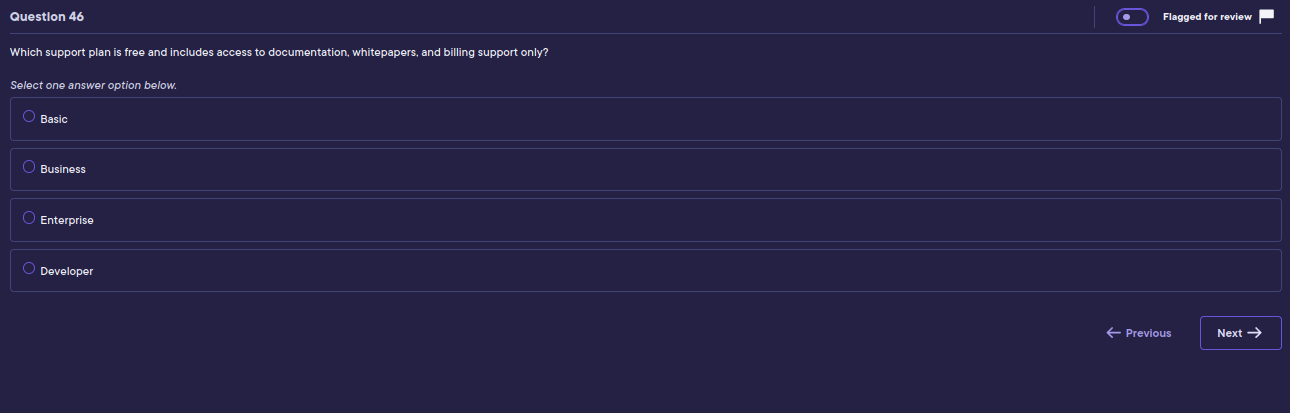 Question 46
Flagged for review
Which support plan is free and includes access to documentation, whitepapers, and billing support only?
Select one answer option below.
Basic
Business
Enterprise
Developer
Previous
Next